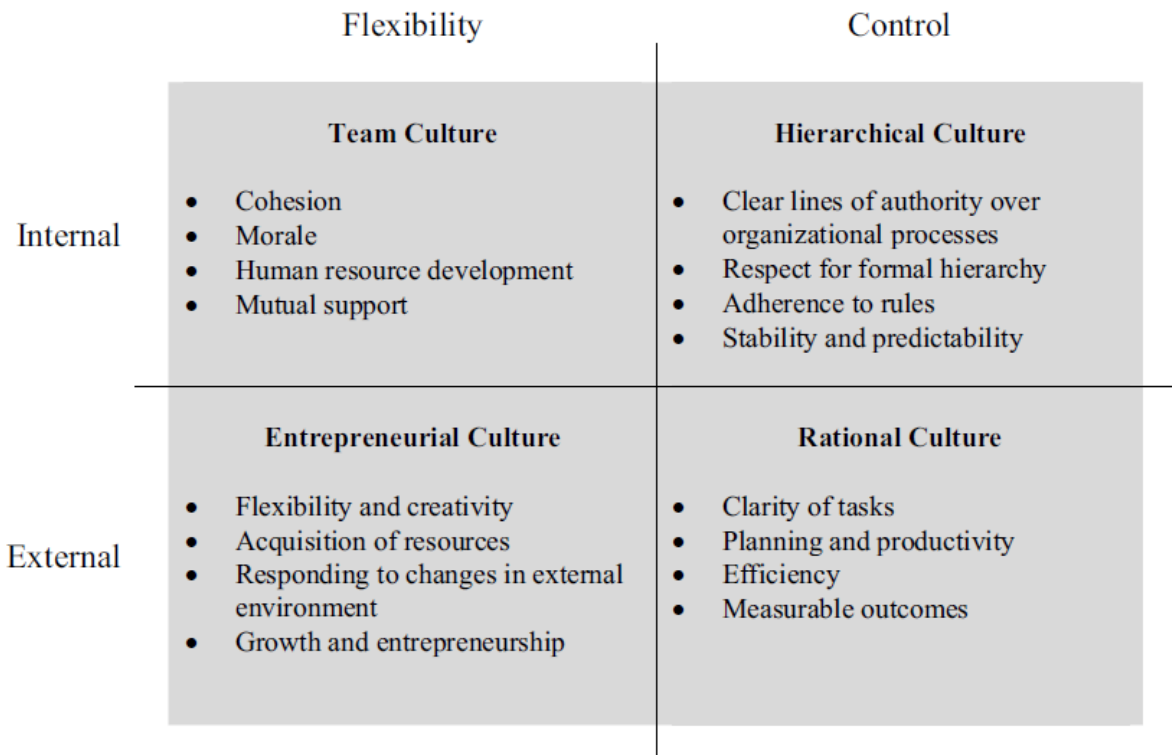 Flexibility
Control
Internal
Team Culture
• Cohesion
• Morale
• Human resource development
• Mutual support
Hierarchical Culture
• Clear lines of authority over
organizational processes
• Respect for formal hierarchy
• Adherence to rules
• Stability and predictability
External
Entrepreneurial Culture
• Flexibility and creativity
• Acquisition of resources
• Responding to changes in external
environment
• Growth and entrepreneurship
Rational Culture
• Clarity of tasks
• Planning and productivity
• Efficiency
• Measurable outcomes